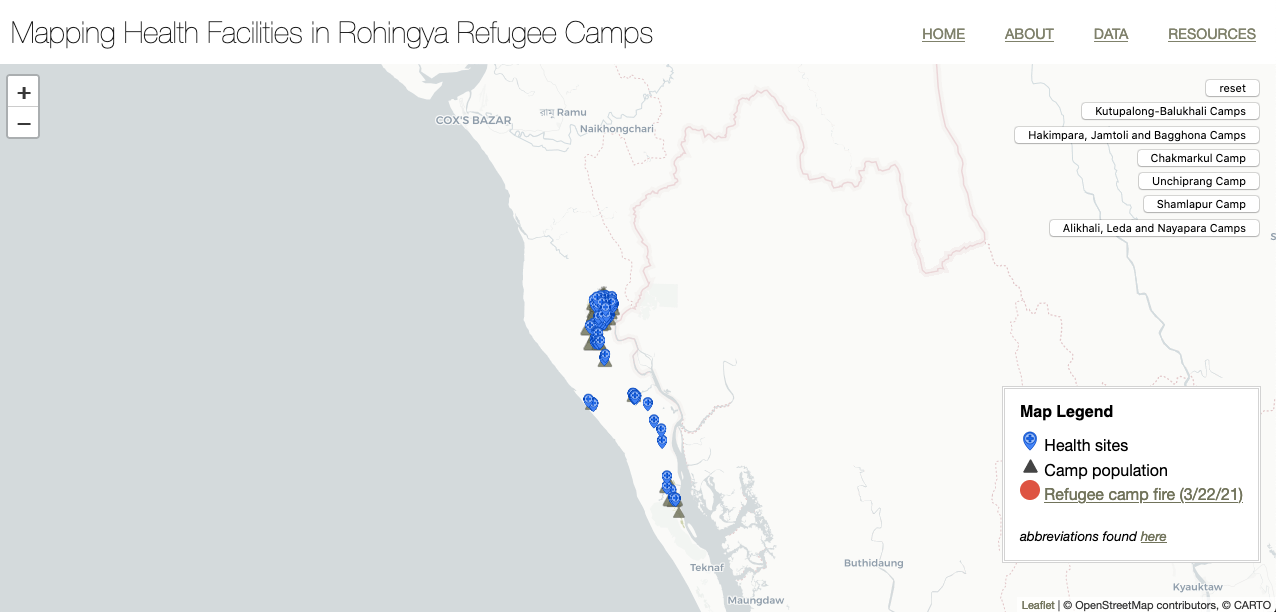 Mapping Health Facilities in Rohingya Refugee Camps
HOME ABOUT DATA RESOURCES
+
−
reset
Kutupalong-Balukhali Camps
Hakimpara, Jamtoli and Bagghona Camps
Chakmarkul Camp
Unchiprang Camp
Shamlapur Camp
Alikhali, Leda and Nayapara Camps
COX'S BAZAR
রামু Ramu
Naikhongchari
Map Legend
Health sites
Camp population
Refugee camp fire (3/22/21)
abbreviations found here
Teknaf
Buthidaung
Maungdaw
Kyauktaw
Leaflet | © OpenStreetMap contributors, © CARTO